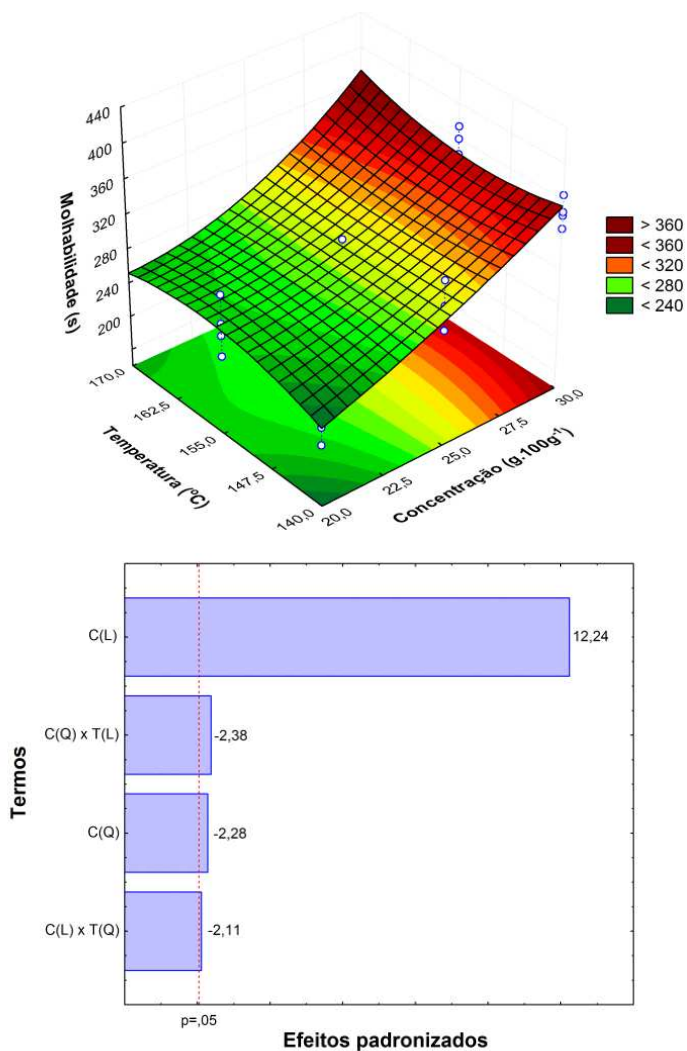 440
400
360
320
280
240
200
Molhabilidade (s)
170,0
162,5
155,0
147,5
140,0
Temperatura (ºC)
20,0
22,5
25,0
27,5
30,0
Concentração (g.100g⁻¹)
> 360
< 360
< 320
< 280
< 240
C(L)
12,24
C(Q) x T(L)
-2,38
C(Q)
-2,28
C(L) x T(Q)
-2,11
Termos
p=,05
Efeitos padronizados